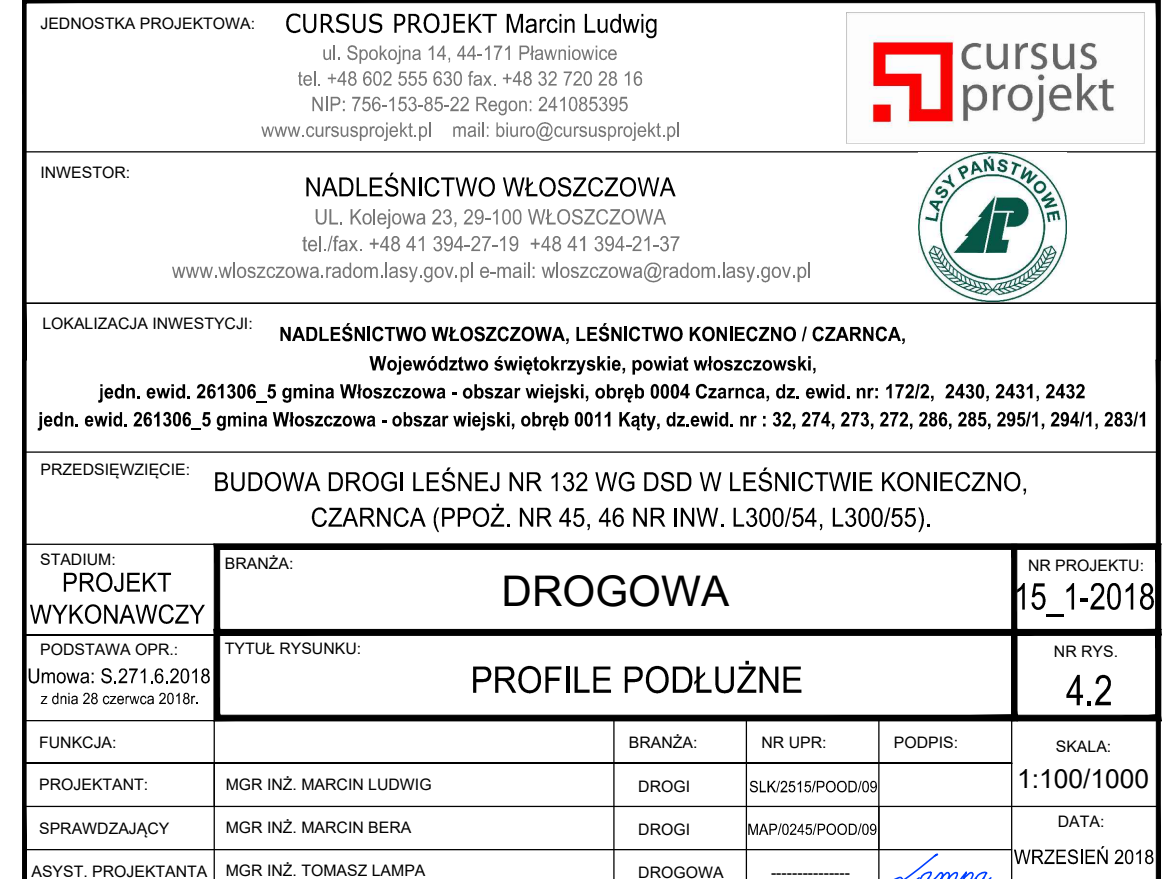 JEDNOSTKA PROJEKTOWA: CURSUS PROJEKT Marcin Ludwig
ul. Spokojna 14, 44-171 Pławniowice
tel. +48 602 555 630 fax. +48 32 720 28 16
NIP: 756-153-85-22 Regon: 241085395
www.cursusprojekt.pl mail: biuro@cursusprojekt.pl
cursus
projekt
INWESTOR:
NADLEŚNICTWO WŁOSZCZOWA
UL. Kolejowa 23, 29-100 WŁOSZCZOWA
tel./fax. +48 41 394-27-19 +48 41 394-21-37
www.wloszczowa.radom.lasy.gov.pl e-mail: wloszczowa@radom.lasy.gov.pl
LASY PAŃSTWOWE
LOKALIZACJA INWESTYCJI: NADLEŚNICTWO WŁOSZCZOWA, LEŚNICTWO KONIECZNO / CZARNCA,
Województwo świętokrzyskie, powiat włoszczowski,
jedn. ewid. 261306_5 gmina Włoszczowa - obszar wiejski, obręb 0004 Czarnca, dz. ewid. nr: 172/2, 2430, 2431, 2432
jedn. ewid. 261306_5 gmina Włoszczowa - obszar wiejski, obręb 0011 Kąty, dz.ewid. nr : 32, 274, 273, 272, 286, 285, 295/1, 294/1, 283/1
PRZEDSIĘWZIĘCIE: BUDOWA DROGI LEŚNEJ NR 132 WG DSD W LEŚNICTWIE KONIECZNO,
CZARNCA (PPOŻ. NR 45, 46 NR INW. L300/54, L300/55).
STADIUM:
PROJEKT
WYKONAWCZY
BRANŻA:
DROGOWA
NR PROJEKTU:
15_1-2018
PODSTAWA OPR.:
Umowa: S.271.6.2018
z dnia 28 czerwca 2018r.
TYTUŁ RYSUNKU:
PROFILE PODŁUŻNE
NR RYS.
4.2
FUNKCJA: BRANŻA: NR UPR: PODPIS:
SKALA:
1:100/1000
PROJEKTANT: MGR INŻ. MARCIN LUDWIG DROGI SLK/2515/POOD/09
SPRAWDZAJĄCY MGR INŻ. MARCIN BERA DROGI MAP/0245/POOD/09
DATA:
WRZESIEŃ 2018
ASYST. PROJEKTANTA MGR INŻ. TOMASZ LAMPA DROGOWA --------------- Lampa